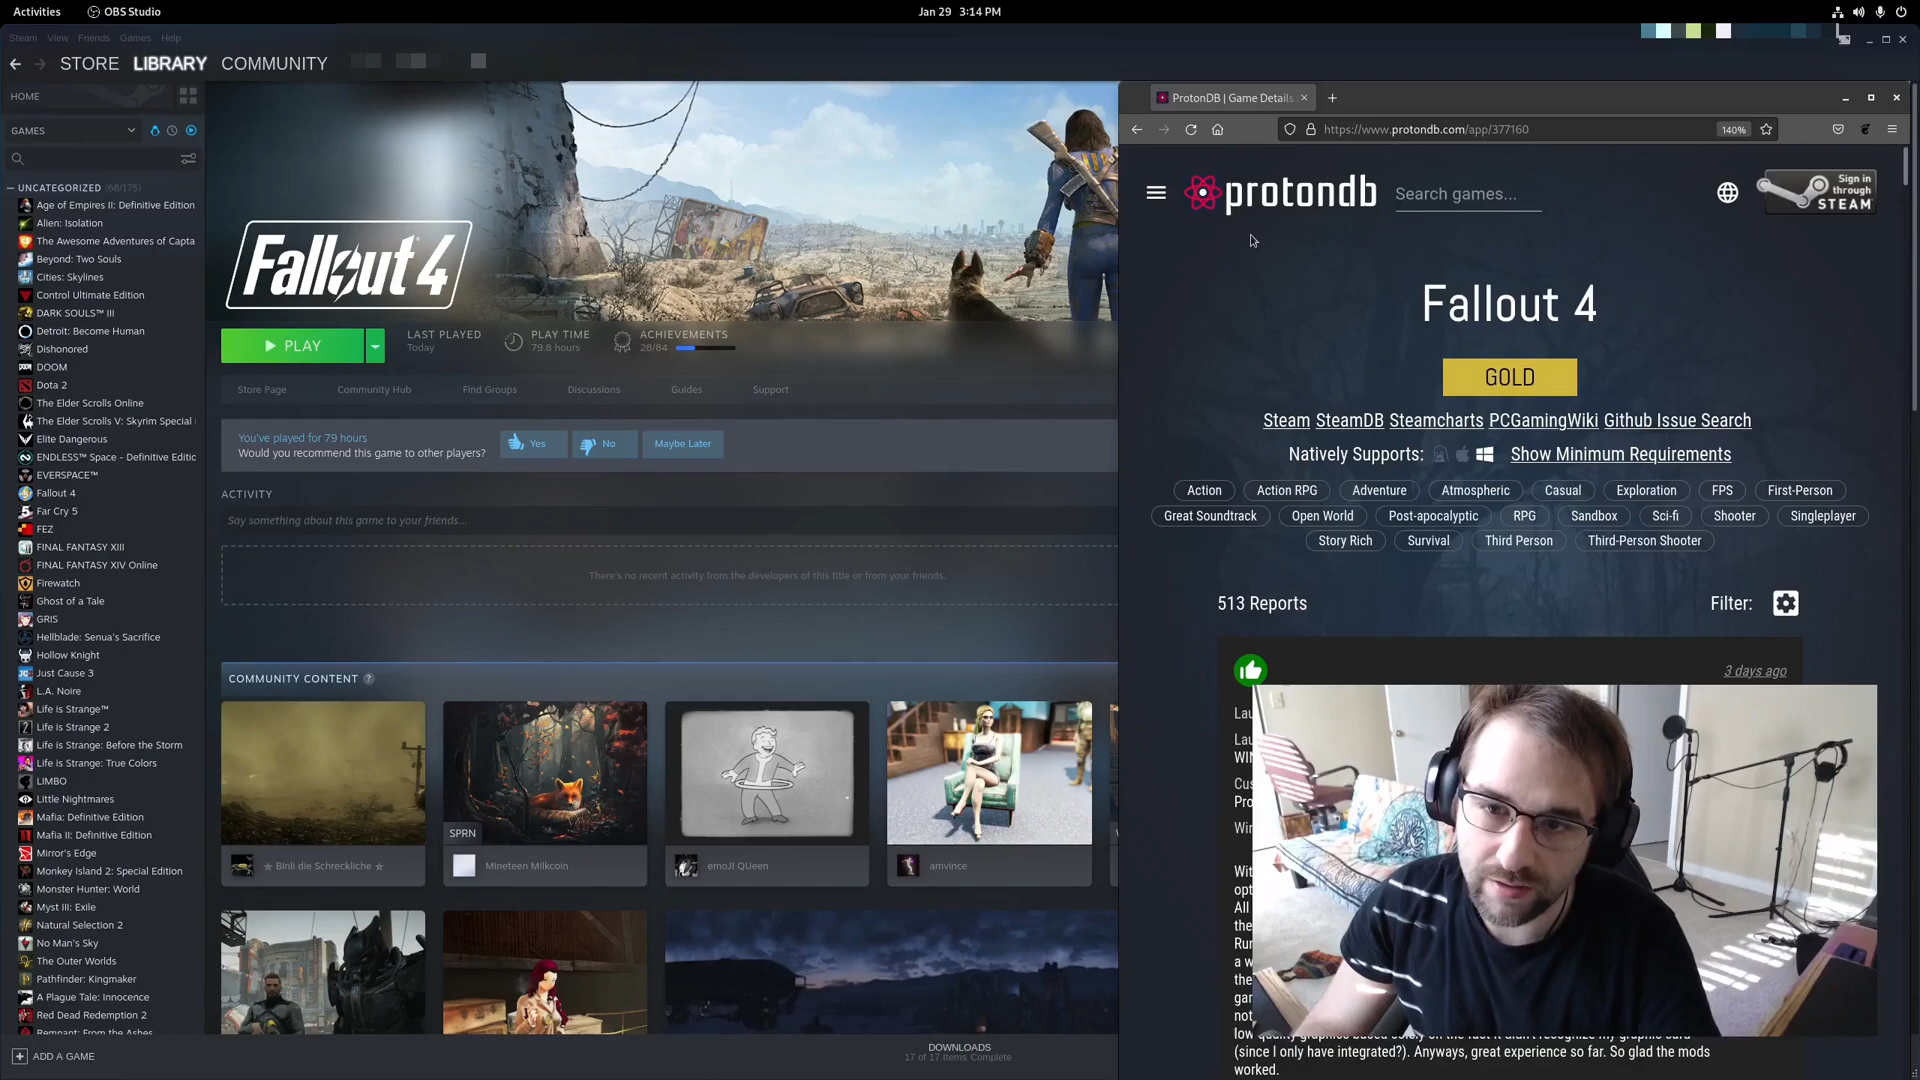 Activities
OBS Studio
Jan 29 3:14 PM
Steam View Friends Games Help
STORE LIBRARY COMMUNITY
HOME
GAMES
UNCATEGORIZED (68/175)
Age of Empires II: Definitive Edition
Alien: Isolation
The Awesome Adventures of Capta
Beyond: Two Souls
Cities: Skylines
Control Ultimate Edition
DARK SOULS™ III
Detroit: Become Human
Dishonored
DOOM
Dota 2
The Elder Scrolls Online
The Elder Scrolls V: Skyrim Special
Elite Dangerous
ENDLESS™ Space - Definitive Editic
EVERSPACE™
Fallout 4
Far Cry 5
FEZ
FINAL FANTASY XIII
FINAL FANTASY XIV Online
Firewatch
Ghost of a Tale
GRIS
Hellblade: Senua's Sacrifice
Hollow Knight
Just Cause 3
L.A. Noire
Life is Strange™
Life is Strange 2
Life is Strange: Before the Storm
Life is Strange: True Colors
LIMBO
Little Nightmares
Mafia: Definitive Edition
Mafia II: Definitive Edition
Mirror's Edge
Monkey Island 2: Special Edition
Monster Hunter: World
Myst III: Exile
Natural Selection 2
No Man's Sky
The Outer Worlds
Pathfinder: Kingmaker
A Plague Tale: Innocence
Red Dead Redemption 2
Remnant: From the Ashes
ADD A GAME
Fallout 4
PLAY
LAST PLAYED
Today
PLAY TIME
79.8 hours
ACHIEVEMENTS
28/84
Store Page Community Hub Find Groups Discussions Guides Support
You've played for 79 hours
Would you recommend this game to other players?
Yes
No
Maybe Later
ACTIVITY
Say something about this game to your friends...
There's no recent activity from the developers of this title or from your friends.
COMMUNITY CONTENT ?
SPRN
★ Binli die Schreckliche ★
Mineteen Milkcoin
emoJI QUeen
amvince
DOWNLOADS
17 of 17 Items Complete
ProtonDB | Game Details
https://www.protondb.com/app/377160
140%
protondb
Search games...
Sign in
through
STEAM
Fallout 4
GOLD
Steam SteamDB Steamcharts PCGamingWiki Github Issue Search
Natively Supports: Show Minimum Requirements
Action Action RPG Adventure Atmospheric Casual Exploration FPS First-Person
Great Soundtrack Open World Post-apocalyptic RPG Sandbox Sci-fi Shooter Singleplayer
Story Rich Survival Third Person Third-Person Shooter
513 Reports
Filter:
3 days ago
All
the
a w
the
not
(since I only have integrated?). Anyways, great experience so far. So glad the mods
worked.